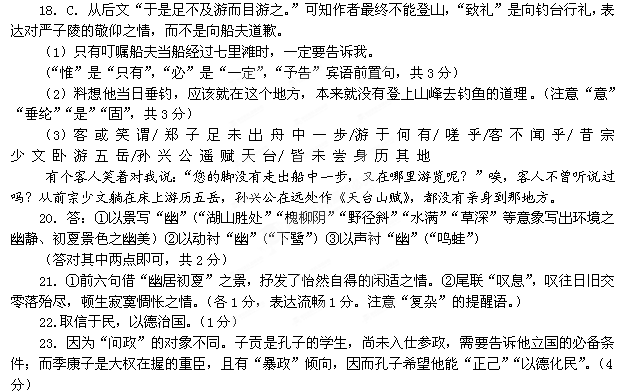 18. C. 从后文“于是足不及游而目游之。”可知作者最终不能登山，“致礼”是向钓台行礼，表
达对严子陵的敬仰之情，而不是向船夫道歉。
（1）只有叮嘱船夫当船经过七里滩时，一定要告诉我。
（“惟”是“只有”，“必”是“一定”，“予告”宾语前置句，共3分）
（2）料想他当日垂钓，应该就在这个地方，本来就没有登上山峰去钓鱼的道理。（注意“意”
“垂纶”“是”“固”，共3分）
（3）客或笑谓/郑子足未出舟中一步/游于何有/嗟乎/客不闻乎/昔宗
少文卧游五岳/孙兴公遥赋天台/皆未尝身历其地
有个客人笑着对我说：“您的脚没有走出船中一步，又在哪里游览呢？”唉，客人不曾听说过
吗？从前宗少文躺在床上游历五岳，孙兴公在远处作《天台山赋》，都没有亲身到那地方。
20. 答：①以景写“幽”（“湖山胜处”“槐柳阴”“野径斜”“水满”“草深”等意象写出环境之
幽静、初夏景色之幽美）②以动衬“幽”（“下鹭”）③以声衬“幽”（“鸣蛙”）
（答对其中两点即可，共2分）
21. ①前六句借“幽居初夏”之景，抒发了怡然自得的闲适之情。②尾联“叹息”，叹往日旧交
零落殆尽，顿生寂寞惆怅之情。（各1分，表达流畅1分。注意“复杂”的提醒语。）
22.取信于民，以德治国。（1分）
23. 因为“问政”的对象不同。子贡是孔子的学生，尚未入仕参政，需要告诉他立国的必备条
件；而季康子是大权在握的重臣，且有“暴政”倾向，因而孔子希望他能“正己”“以德化民”。（4
分）